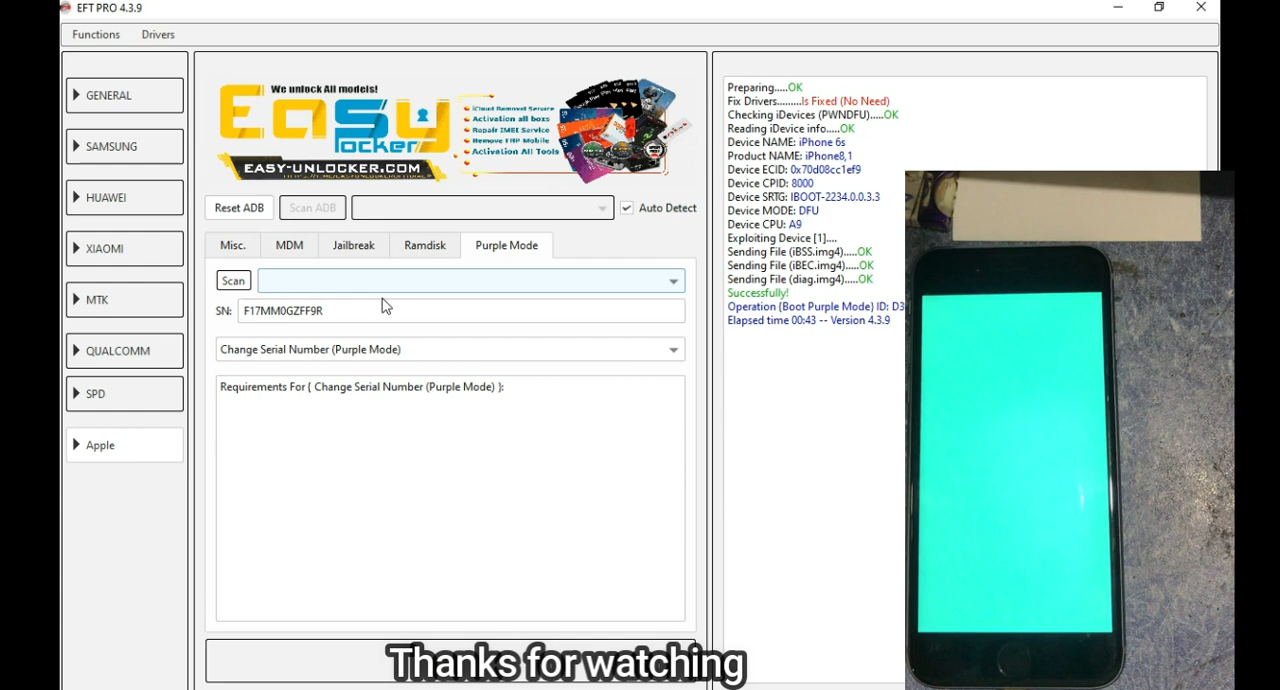 EFT PRO 4.3.9
Functions Drivers
GENERAL
SAMSUNG
HUAWEI
XIAOMI
MTK
QUALCOMM
SPD
Apple
We unlock All models!
Easy
locker
EASY-UNLOCKER.COM
iCloud Removal Service
Activation all boxs
Repair IMEI Service
Remove FRP Mobile
Activation All Tools
Reset ADB Scan ADB Auto Detect
Misc. MDM Jailbreak Ramdisk Purple Mode
Scan
SN: F17MM0GZFF9R
Change Serial Number (Purple Mode)
Requirements For { Change Serial Number (Purple Mode) }:
Preparing.....OK
Fix Drivers.........Is Fixed (No Need)
Checking iDevices (PWNDFU)....OK
Reading iDevice info....OK
Device NAME: iPhone 6s
Product NAME: iPhone8,1
Device ECID: 0x70d08cc1ef9
Device CPID: 8000
Device SRTG: IBOOT-2234.0.0.3.3
Device MODE: DFU
Device CPU: A9
Exploiting Device [1]....
Sending File (iBSS.img4)....OK
Sending File (iBEC.img4)....OK
Sending File (diag.img4)....OK
Successfully!
Operation (Boot Purple Mode) ID: D3
Elapsed time 00:43 -- Version 4.3.9
Thanks for watching